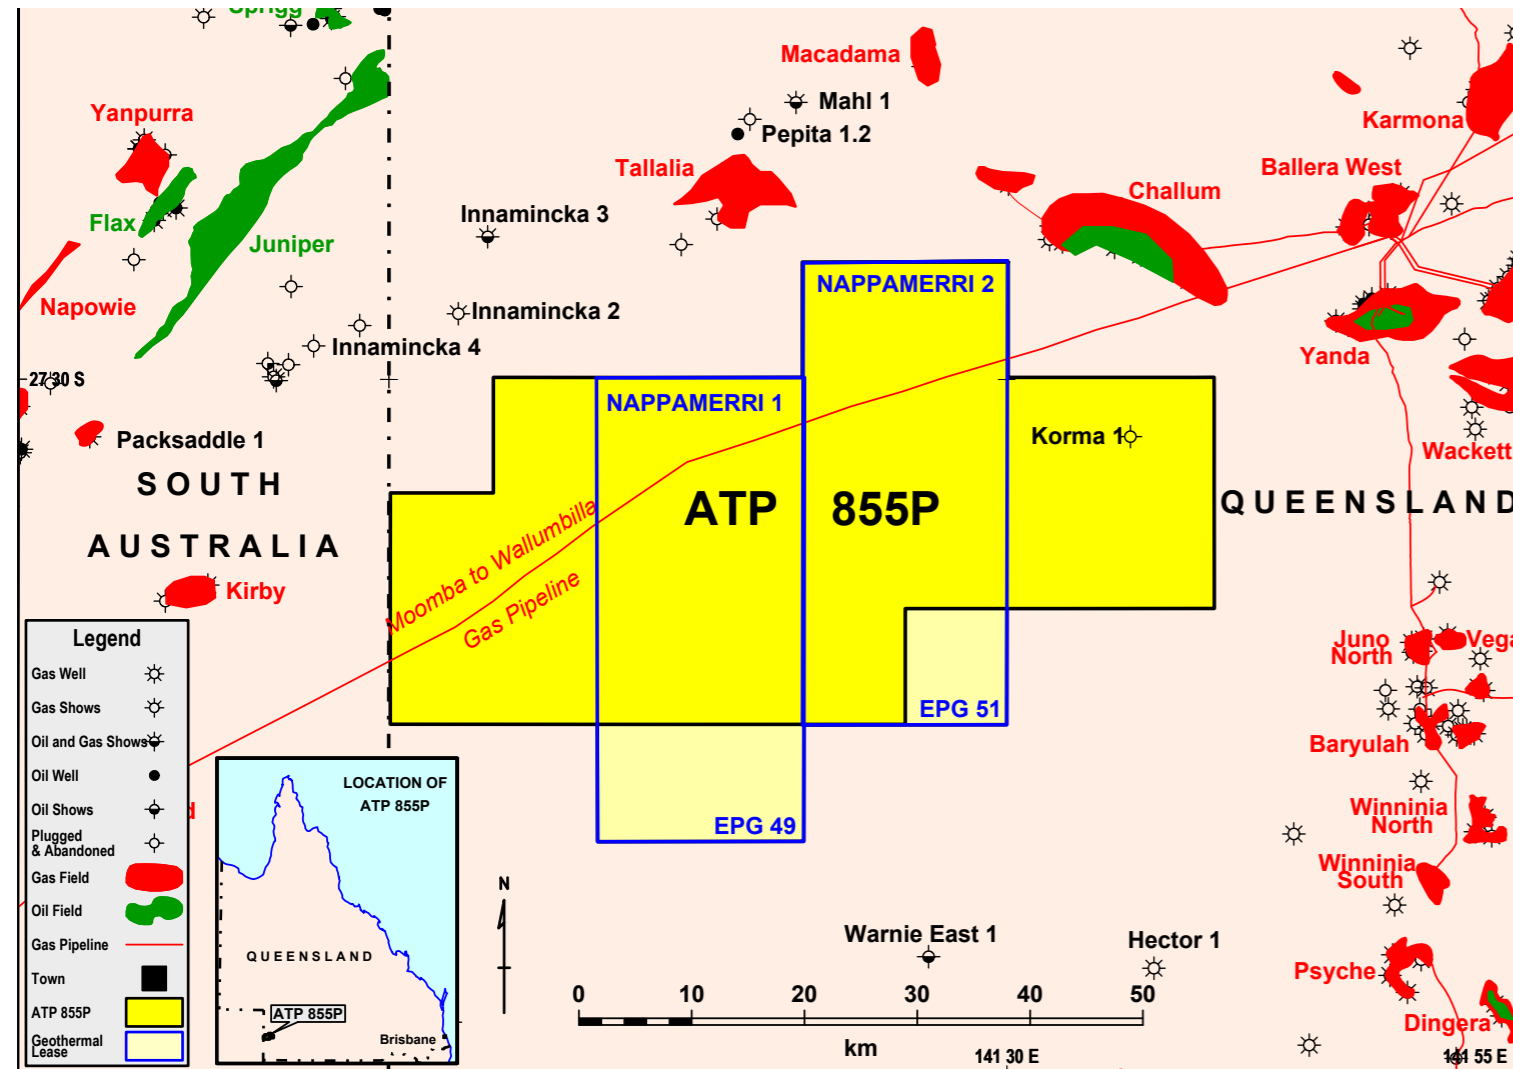 Sprigg
Macadama
Mahl 1
Pepita 1.2
Yanpurra
Karmona
Tallalia
Ballera West
Challum
Innamincka 3
Flax
Juniper
NAPPAMERRI 2
Napowie
Innamincka 2
Innamincka 4
Yanda
27 30 S
NAPPAMERRI 1
Packsaddle 1
Korma 1
Wackett
SOUTH
AUSTRALIA
ATP 855P
QUEENSLAND
Moomba to Wallumbilla
Gas Pipeline
Kirby
Juno
North
Vega
EPG 51
Baryulah
EPG 49
Winninia
North
Winninia
South
Warnie East 1
Hector 1
Psyche
Dingera
Legend
Gas Well
Gas Shows
Oil and Gas Shows
Oil Well
Oil Shows
Plugged
& Abandoned
Gas Field
Oil Field
Gas Pipeline
Town
ATP 855P
Geothermal
Lease
d
LOCATION OF
ATP 855P
QUEENSLAND
ATP 855P
Brisbane
N
0 10 20 30 40 50
km
141 30 E
141 55 E